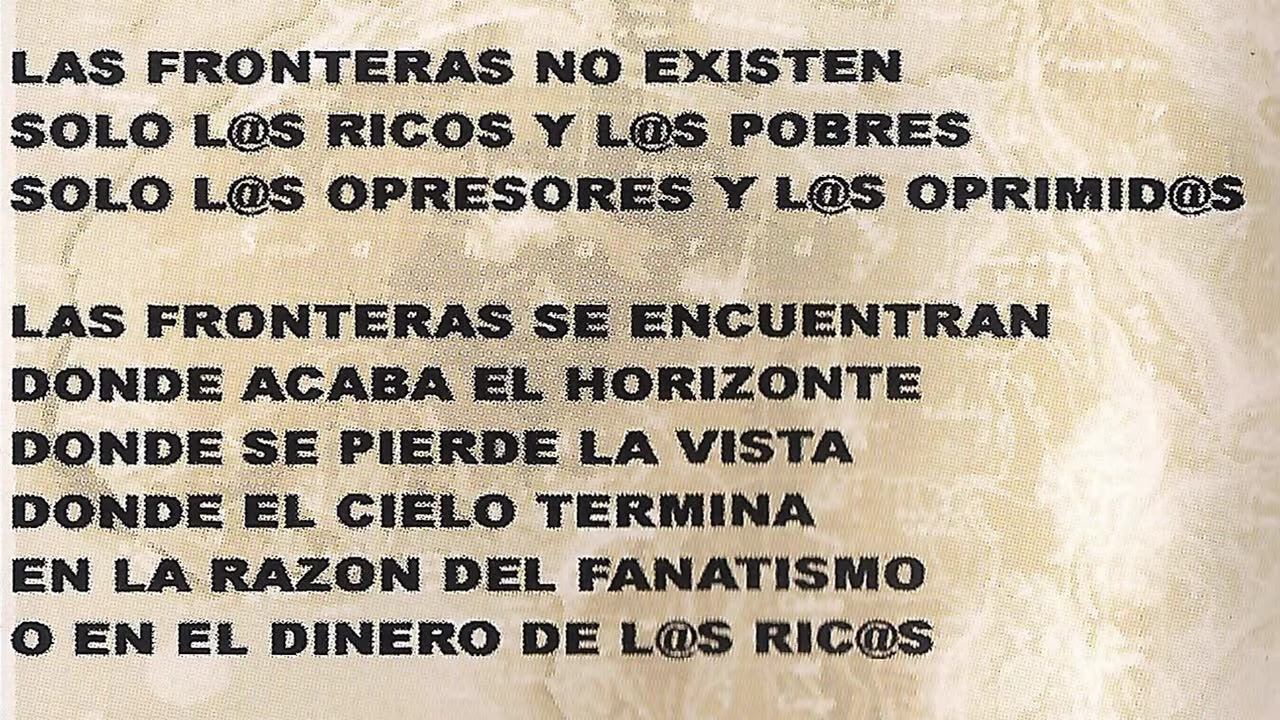 LAS FRONTERAS NO EXISTEN
SOLO L@S RICOS Y L@S POBRES
SOLO L@S OPRESORES Y L@S OPRIMID@S
LAS FRONTERAS SE ENCUENTRAN
DONDE ACABA EL HORIZONTE
DONDE SE PIERDE LA VISTA
DONDE EL CIELO TERMINA
EN LA RAZON DEL FANATISMO
O EN EL DINERO DE L@S RIC@S